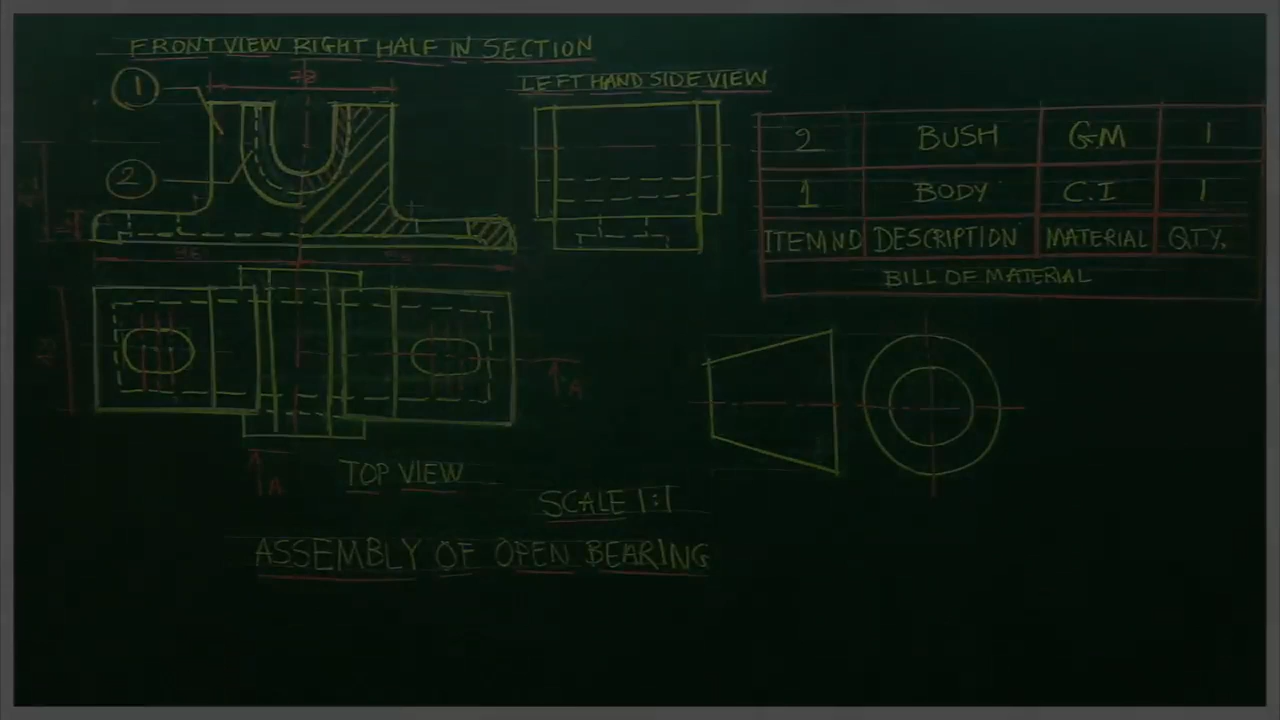 FRONT VIEW RIGHT HALF IN SECTION
78
1
LEFT HAND SIDE VIEW
2
2 BUSH G.M 1
1 BODY C.I 1
ITEM NO DESCRIPTION MATERIAL QTY.
BILL OF MATERIAL
A
A
TOP VIEW
SCALE 1:1
ASSEMBLY OF OPEN BEARING